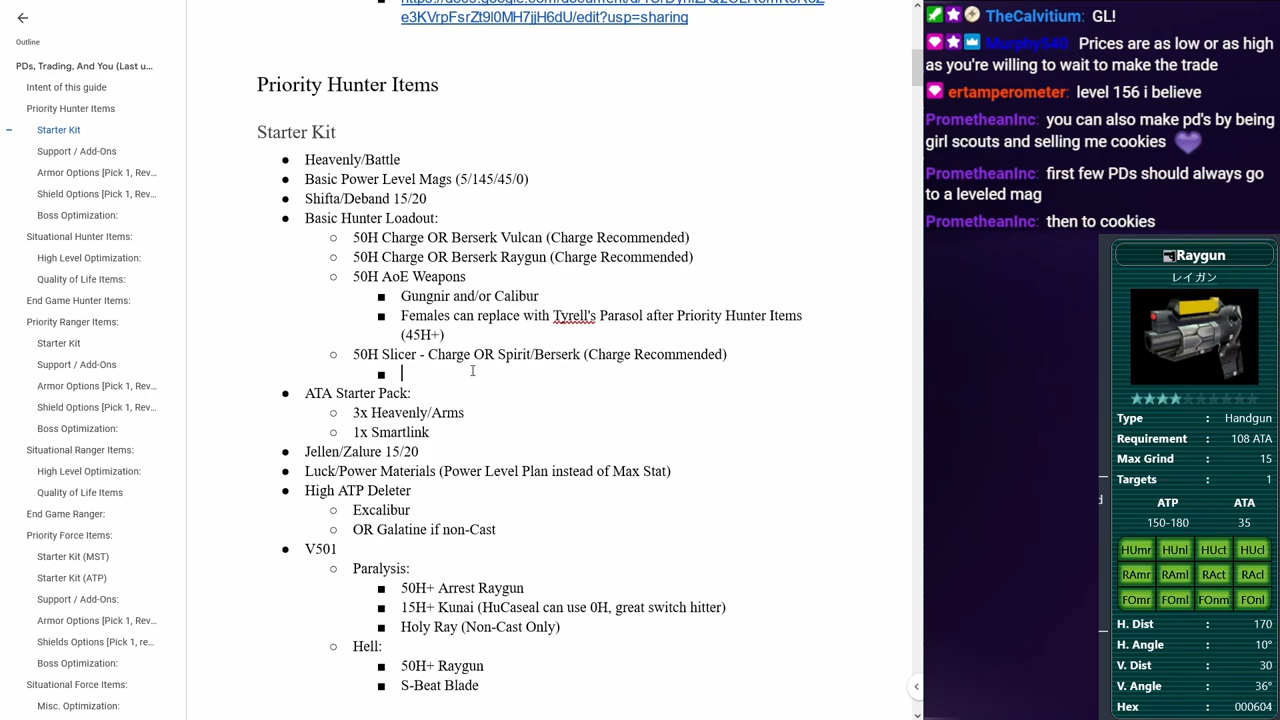 e3KVrpFsrZt9l0MH7jjH6dU/edit?usp=sharing
Outline
PDs, Trading, And You (Last u...
Intent of this guide
Priority Hunter Items
Starter Kit
Support / Add-Ons
Armor Options [Pick 1, Rev...
Shield Options [Pick 1, Rev...
Boss Optimization:
Situational Hunter Items:
High Level Optimization:
Quality of Life Items:
End Game Hunter Items:
Priority Ranger Items:
Starter Kit
Support / Add-Ons
Armor Options [Pick 1, Rev...
Shield Options [Pick 1, Rev...
Boss Optimization:
Situational Ranger Items:
High Level Optimization:
Quality of Life Items
End Game Ranger:
Priority Force Items:
Starter Kit (MST)
Starter Kit (ATP)
Support / Add-Ons:
Armor Options [Pick 1, Rev...
Shields Options [Pick 1, re...
Boss Optimization:
Situational Force Items:
Misc. Optimization:
Priority Hunter Items
Starter Kit
● Heavenly/Battle
● Basic Power Level Mags (5/145/45/0)
● Shifta/Deband 15/20
● Basic Hunter Loadout:
○ 50H Charge OR Berserk Vulcan (Charge Recommended)
○ 50H Charge OR Berserk Raygun (Charge Recommended)
○ 50H AoE Weapons
■ Gungnir and/or Calibur
■ Females can replace with Tyrell's Parasol after Priority Hunter Items
(45H+)
○ 50H Slicer - Charge OR Spirit/Berserk (Charge Recommended)
■
● ATA Starter Pack:
○ 3x Heavenly/Arms
○ 1x Smartlink
● Jellen/Zalure 15/20
● Luck/Power Materials (Power Level Plan instead of Max Stat)
● High ATP Deleter
○ Excalibur
○ OR Galatine if non-Cast
● V501
○ Paralysis:
■ 50H+ Arrest Raygun
■ 15H+ Kunai (HuCaseal can use 0H, great switch hitter)
■ Holy Ray (Non-Cast Only)
○ Hell:
■ 50H+ Raygun
■ S-Beat Blade
TheCalvitium: GL!
Murphy540: Prices are as low or as high
as you're willing to wait to make the trade
ertamperometer: level 156 i believe
PrometheanInc: you can also make pd's by being
girl scouts and selling me cookies
PrometheanInc: first few PDs should always go
to a leveled mag
PrometheanInc: then to cookies
Raygun
レイガン
Type : Handgun
Requirement : 108 ATA
Max Grind : 15
Targets : 1
ATP ATA
150-180 35
HUmr HUnl HUct HUcl
RAmr RAml RAct RAcl
FOmr FOml FOnm FOnl
H. Dist : 170
H. Angle : 10°
V. Dist : 30
V. Angle : 36°
Hex : 000604